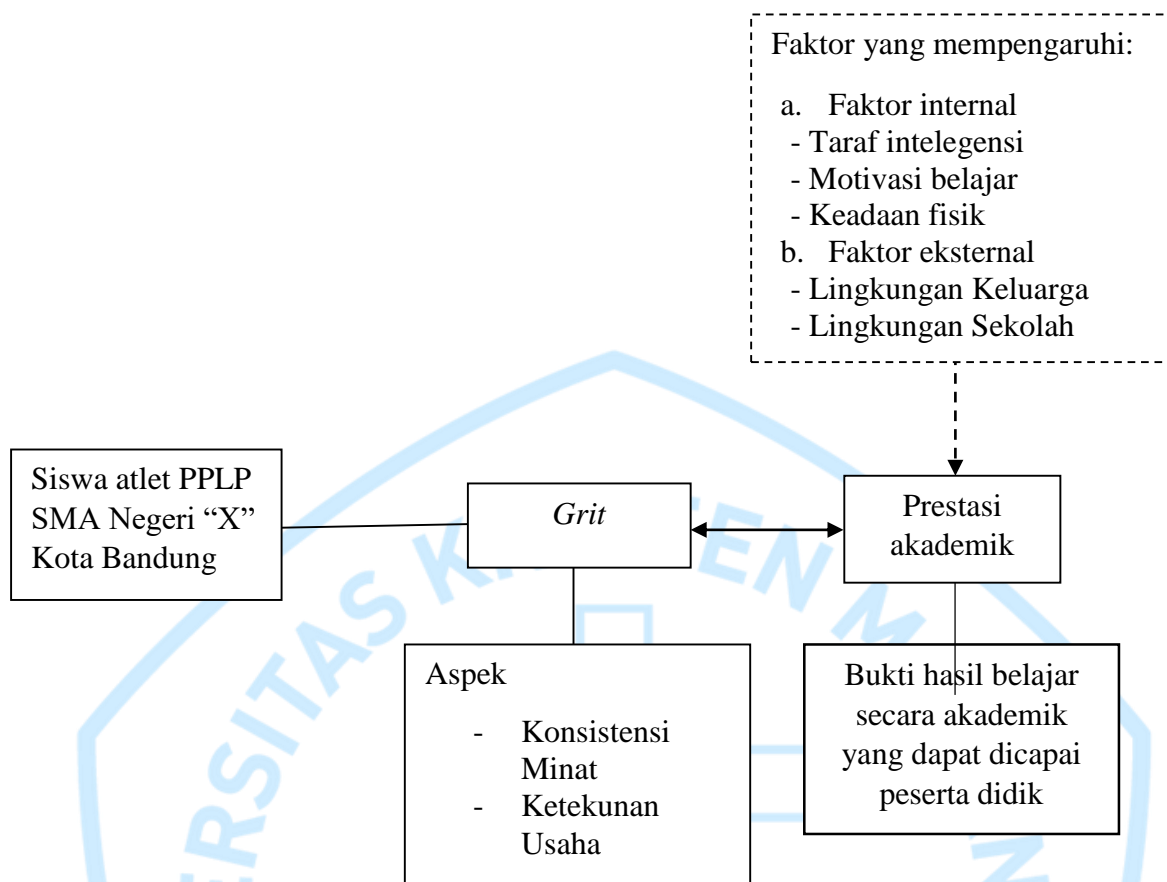 Faktor yang mempengaruhi:
a. Faktor internal
- Taraf intelegensi
- Motivasi belajar
- Keadaan fisik
b. Faktor eksternal
- Lingkungan Keluarga
- Lingkungan Sekolah
Siswa atlet PPLP
SMA Negeri “X”
Kota Bandung
Grit
Prestasi
akademik
Aspek
- Konsistensi
Minat
- Ketekunan
Usaha
Bukti hasil belajar
secara akademik
yang dapat dicapai
peserta didik